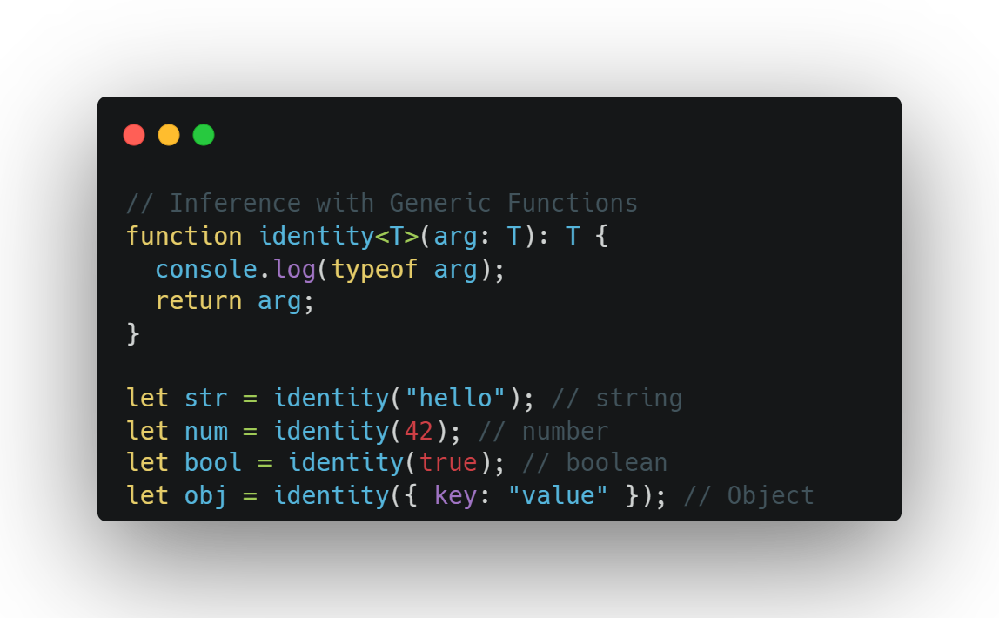 // Inference with Generic Functions
function identity<T>(arg: T): T {
  console.log(typeof arg);
  return arg;
}

let str = identity("hello"); // string
let num = identity(42); // number
let bool = identity(true); // boolean
let obj = identity({ key: "value" }); // Object